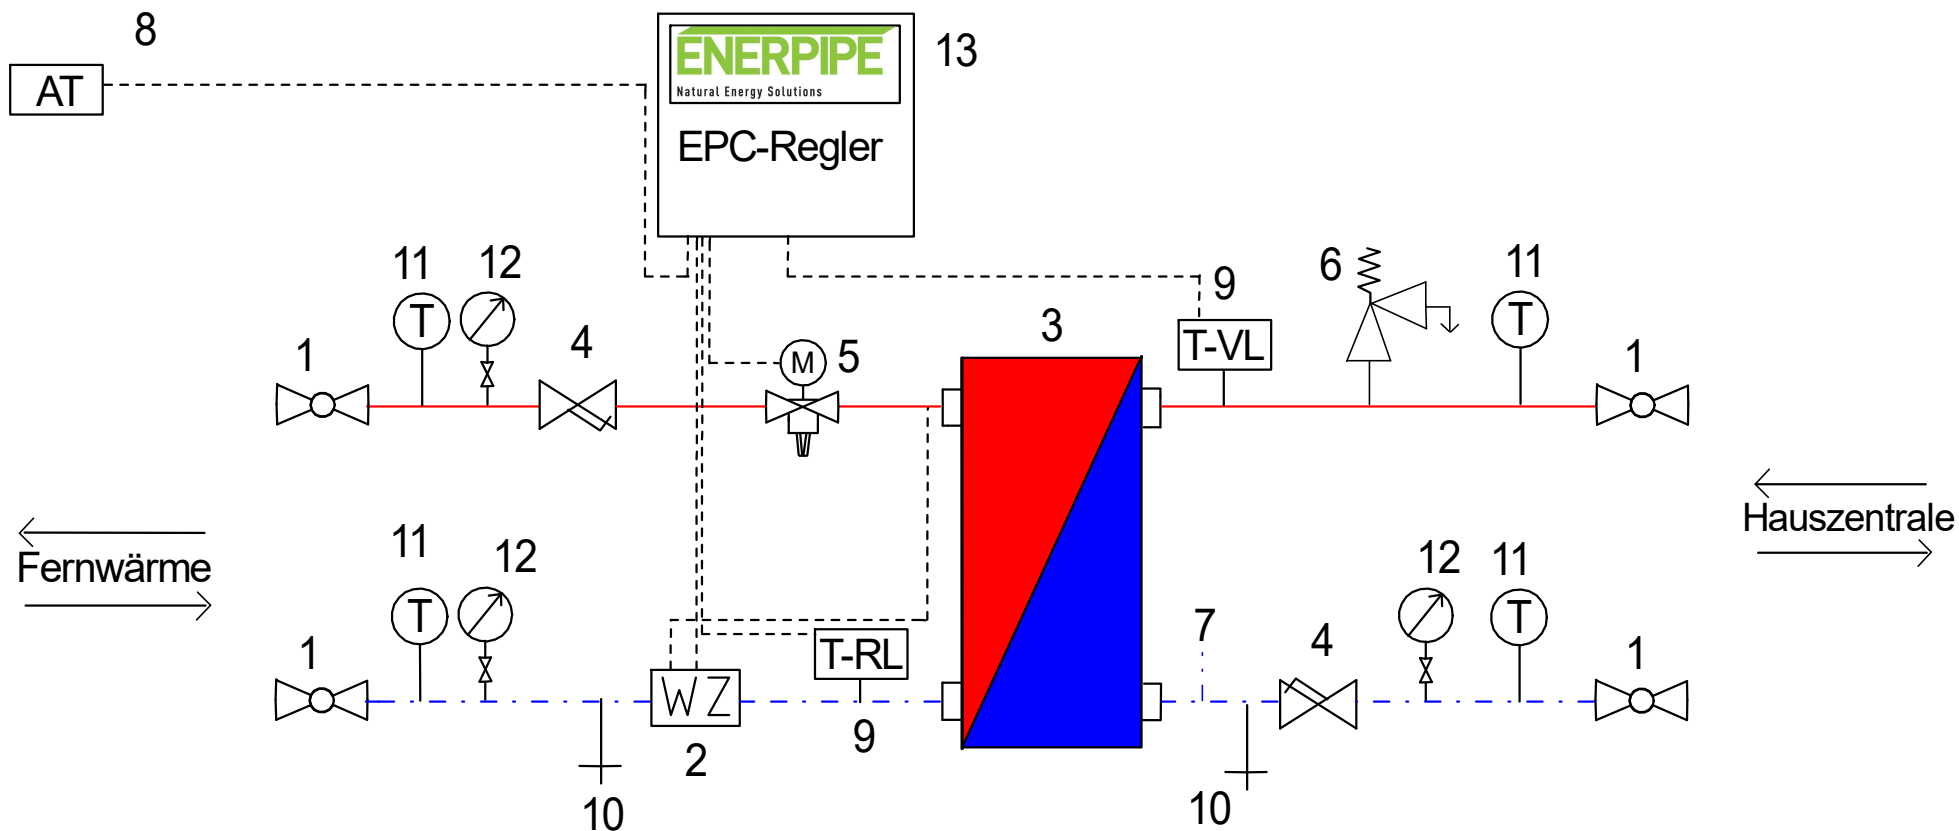 8
13
ENERPIPE
Natural Energy Solutions
AT
EPC-Regler
11
12
9
6
11
1
4
5
3
1
T
M
T-VL
T
Hauszentrale
Fernwärme
11
12
12
11
T
T
1
T-RL
7
4
1
WZ
2
9
10
10